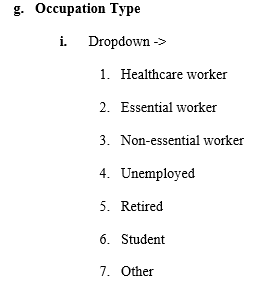 g. Occupation Type
i. Dropdown ->
1. Healthcare worker
2. Essential worker
3. Non-essential worker
4. Unemployed
5. Retired
6. Student
7. Other